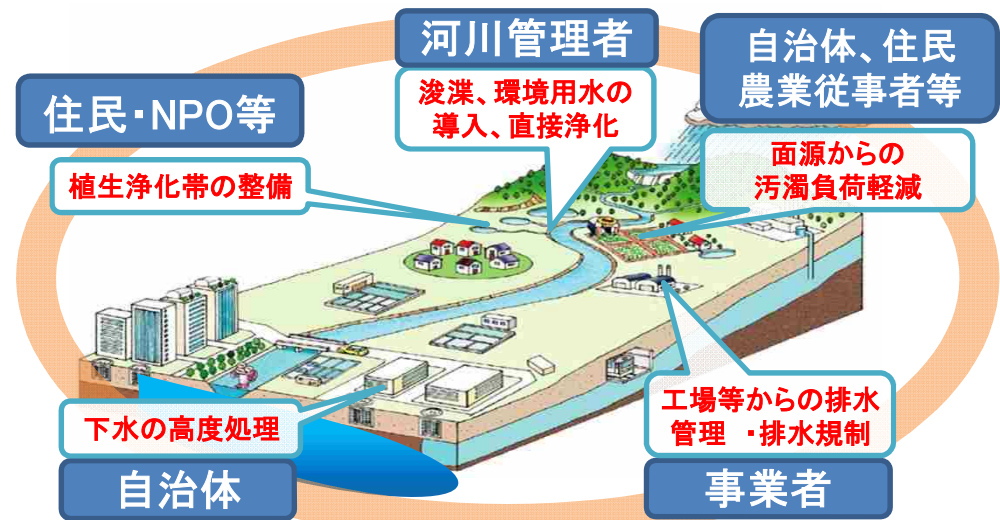 河川管理者
浚渫、環境用水の
導入、直接浄化
自治体、住民
農業従事者等
面源からの
汚濁負荷軽減
住民・NPO等
植生浄化帯の整備
下水の高度処理
自治体
工場等からの排水
管理　・排水規制
事業者